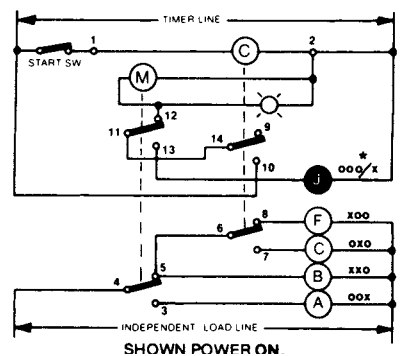 TIMER LINE
1 C 2
START SW
M
12
11 9
14
13 10
J ooo/x *
8 F xoo
6
7 C oxo
5 B xxo
4
3 A oox
INDEPENDENT LOAD LINE
SHOWN POWER ON.